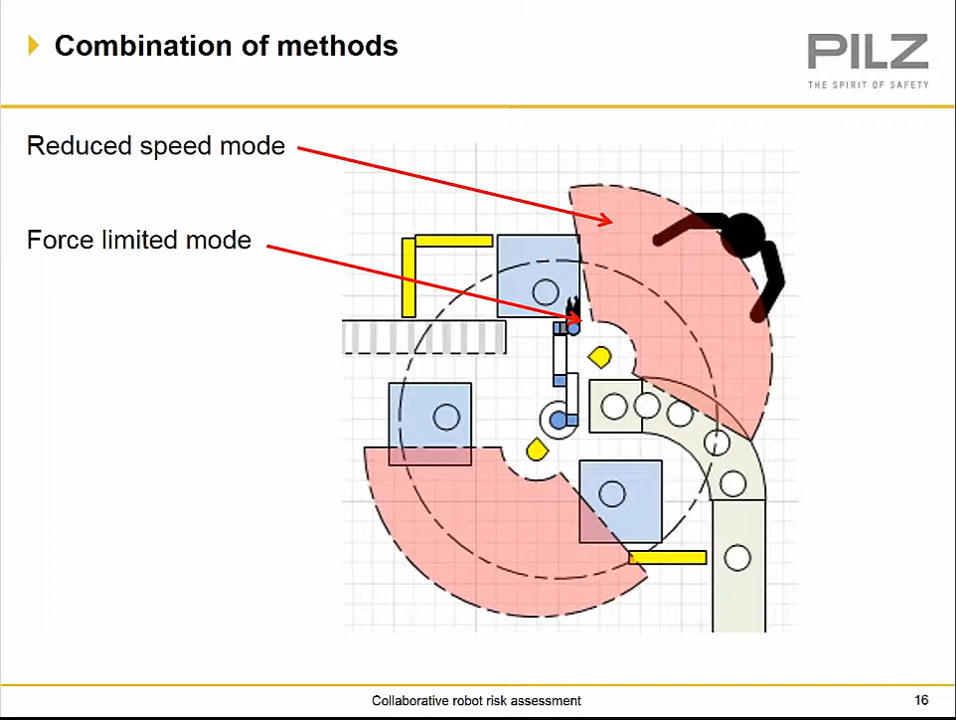 Combination of methods
PILZ
THE SPIRIT OF SAFETY
Reduced speed mode
Force limited mode
Collaborative robot risk assessment
16